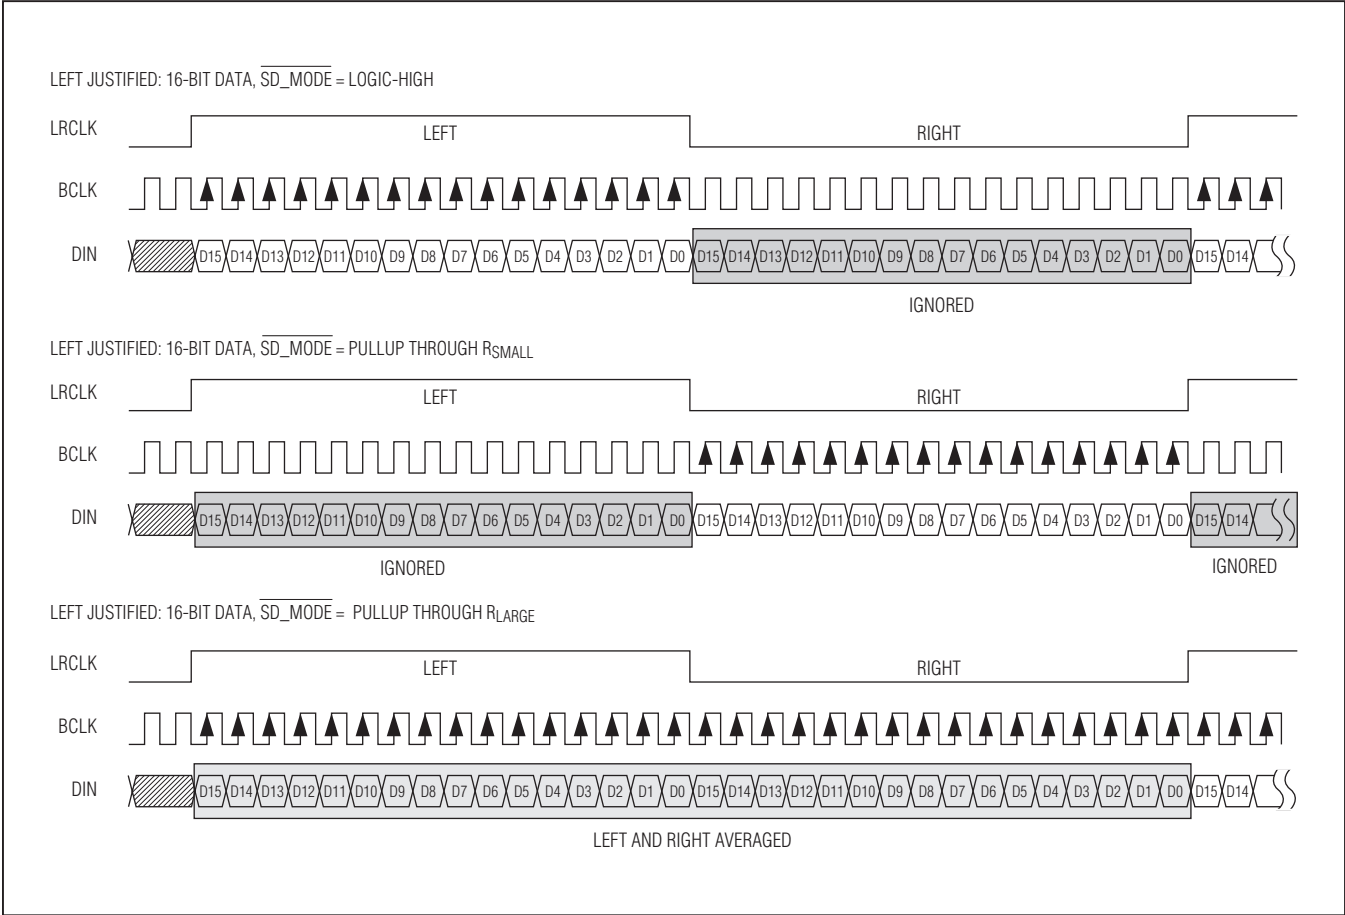 LEFT JUSTIFIED: 16-BIT DATA, SD_MODE = LOGIC-HIGH
LRCLK LEFT RIGHT
BCLK
DIN D15 D14 D13 D12 D11 D10 D9 D8 D7 D6 D5 D4 D3 D2 D1 D0 D15 D14 D13 D12 D11 D10 D9 D8 D7 D6 D5 D4 D3 D2 D1 D0 D15 D14
IGNORED
LEFT JUSTIFIED: 16-BIT DATA, SD_MODE = PULLUP THROUGH RSMALL
LRCLK LEFT RIGHT
BCLK
DIN D15 D14 D13 D12 D11 D10 D9 D8 D7 D6 D5 D4 D3 D2 D1 D0 D15 D14 D13 D12 D11 D10 D9 D8 D7 D6 D5 D4 D3 D2 D1 D0 D15 D14
IGNORED IGNORED
LEFT JUSTIFIED: 16-BIT DATA, SD_MODE = PULLUP THROUGH RLARGE
LRCLK LEFT RIGHT
BCLK
DIN D15 D14 D13 D12 D11 D10 D9 D8 D7 D6 D5 D4 D3 D2 D1 D0 D15 D14 D13 D12 D11 D10 D9 D8 D7 D6 D5 D4 D3 D2 D1 D0 D15 D14
LEFT AND RIGHT AVERAGED